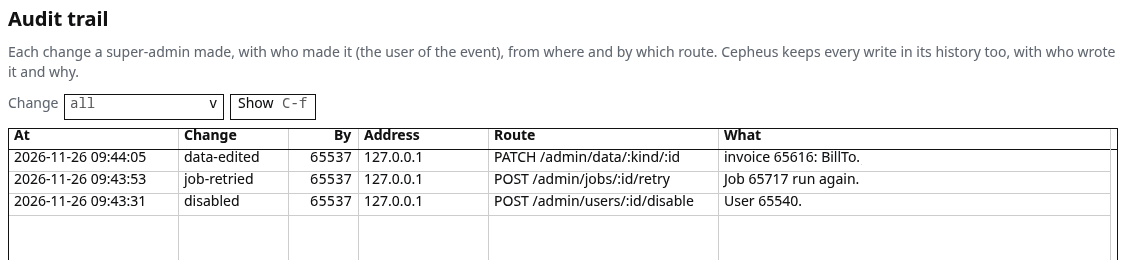 Audit trail
Each change a super-admin made, with who made it (the user of the event), from where and by which route. Cepheus keeps every write in its history too, with who wrote
it and why.
Change all v Show C-f
At Change By Address Route What
2026-11-26 09:44:05 data-edited 65537 127.0.0.1 PATCH /admin/data/:kind/:id invoice 65616: BillTo.
2026-11-26 09:43:53 job-retried 65537 127.0.0.1 POST /admin/jobs/:id/retry Job 65717 run again.
2026-11-26 09:43:31 disabled 65537 127.0.0.1 POST /admin/users/:id/disable User 65540.